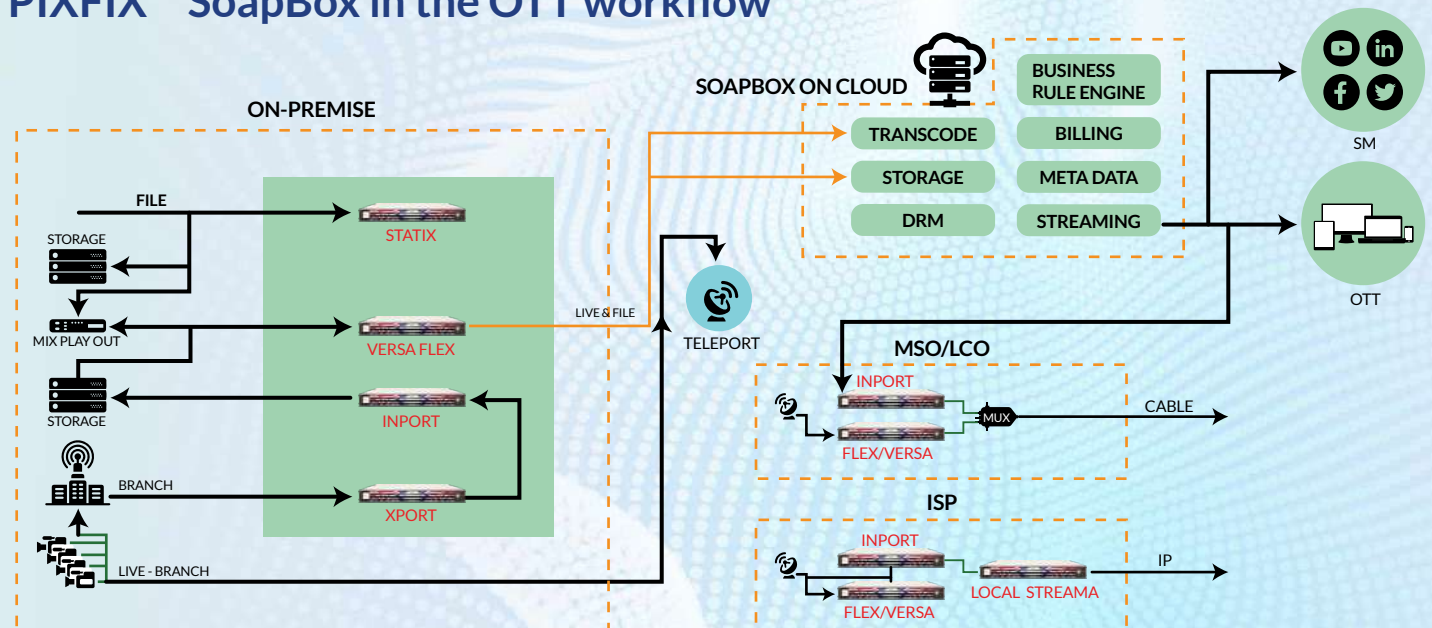 PIXFIX SoapBox in the OTT workflow
ON-PREMISE
FILE
STORAGE
STATIX
MIX PLAY OUT
VERSA FLEX
LIVE & FILE
STORAGE
INPORT
BRANCH
XPORT
LIVE - BRANCH
TELEPORT
SOAPBOX ON CLOUD
TRANSCODE
STORAGE
DRM
BUSINESS
RULE ENGINE
BILLING
META DATA
STREAMING
in
f
SM
OTT
MSO/LCO
INPORT
FLEX/VERSA
MUX
CABLE
ISP
INPORT
FLEX/VERSA
LOCAL STREAMA
IP